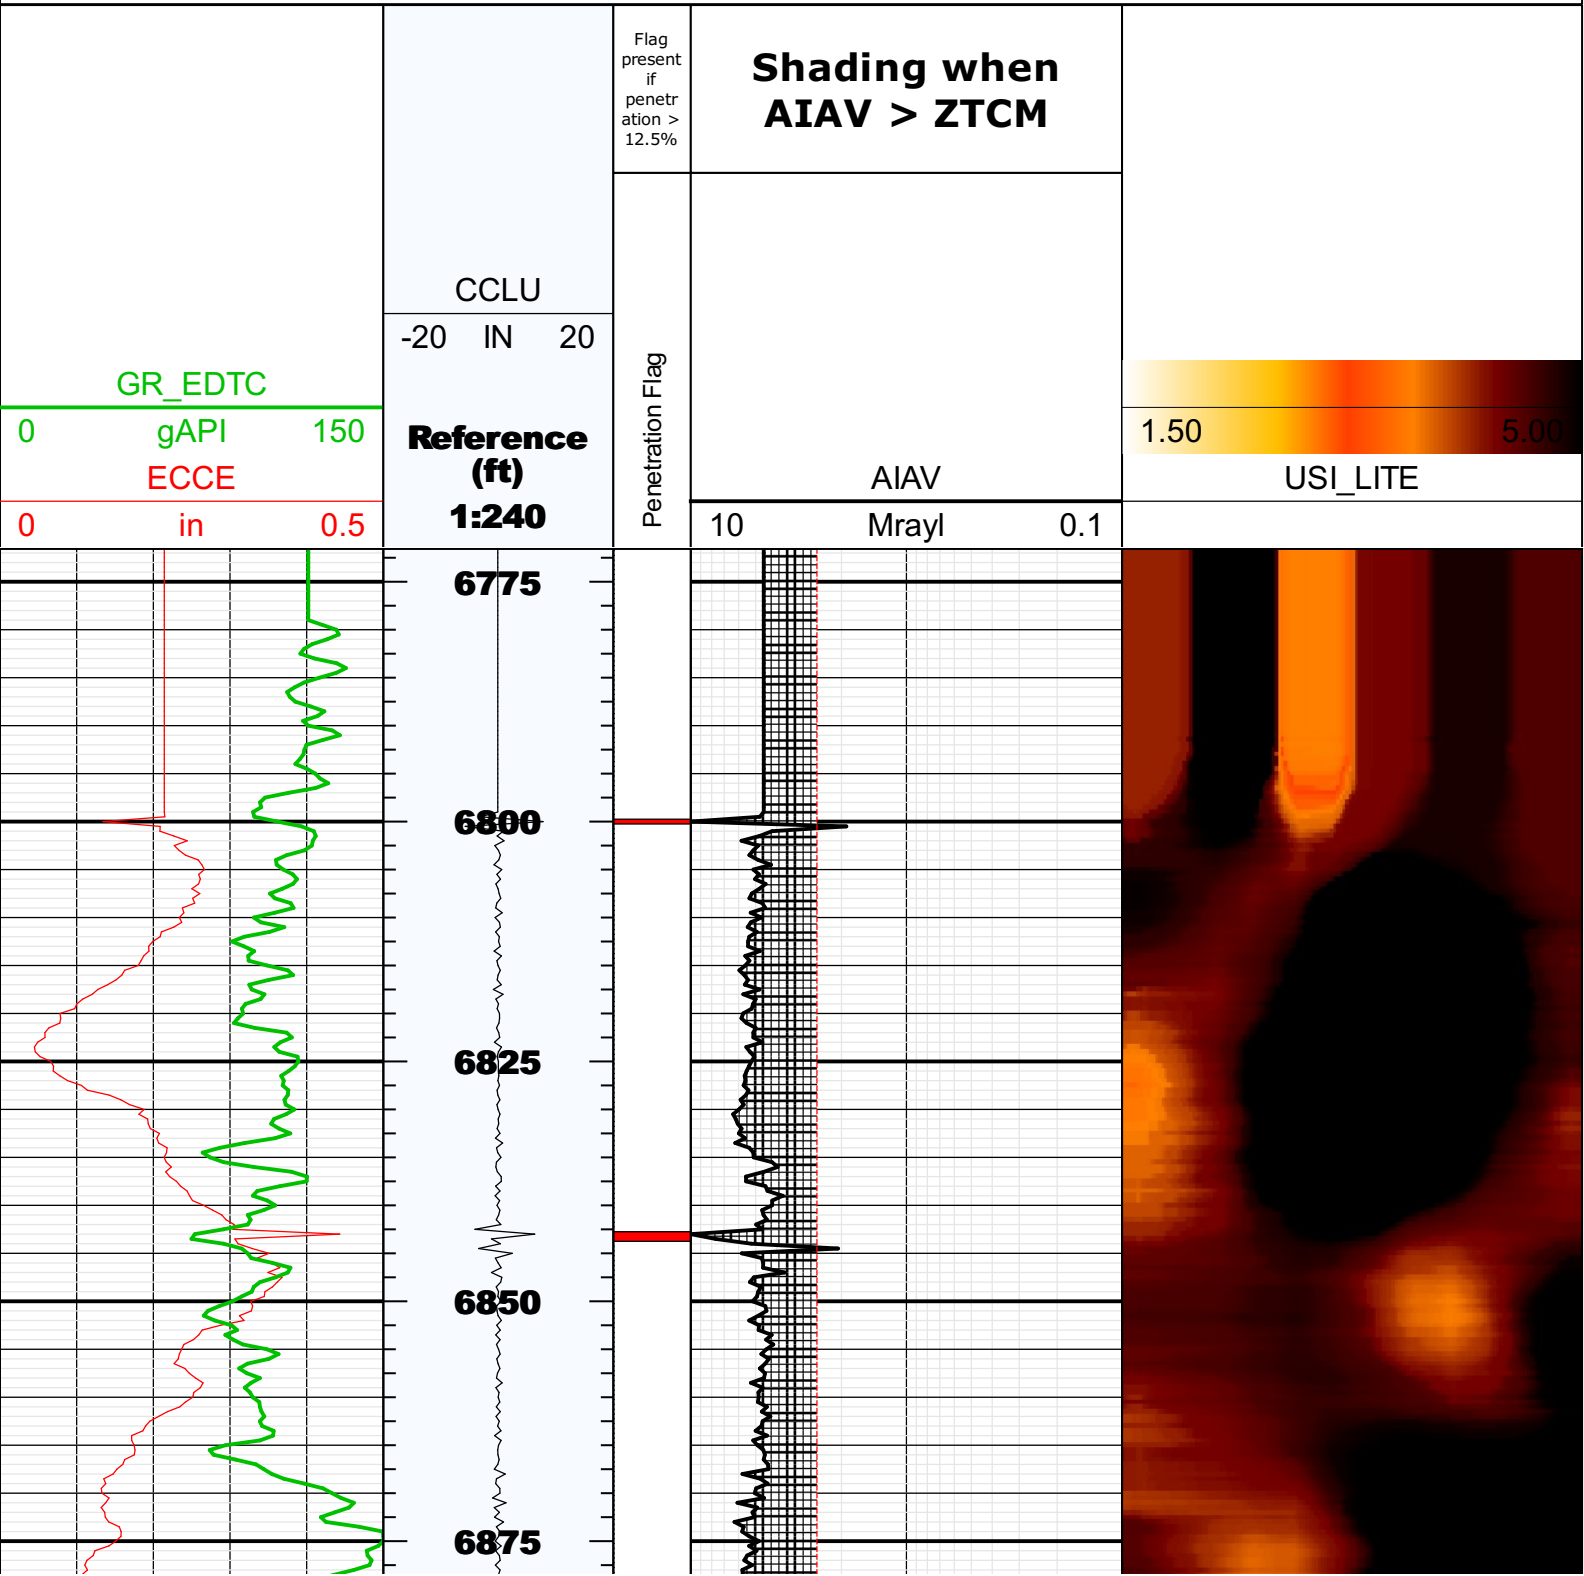 GR_EDTC
0 gAPI 150
ECCE
0 in 0.5
CCLU
-20 IN 20
Reference
(ft)
1:240
Flag
present
if
penetr
ation >
12.5%
Penetration Flag
Shading when
AIAV > ZTCM
AIAV
10 Mrayl 0.1
1.50 5.00
USI_LITE
6775
6800
6825
6850
6875